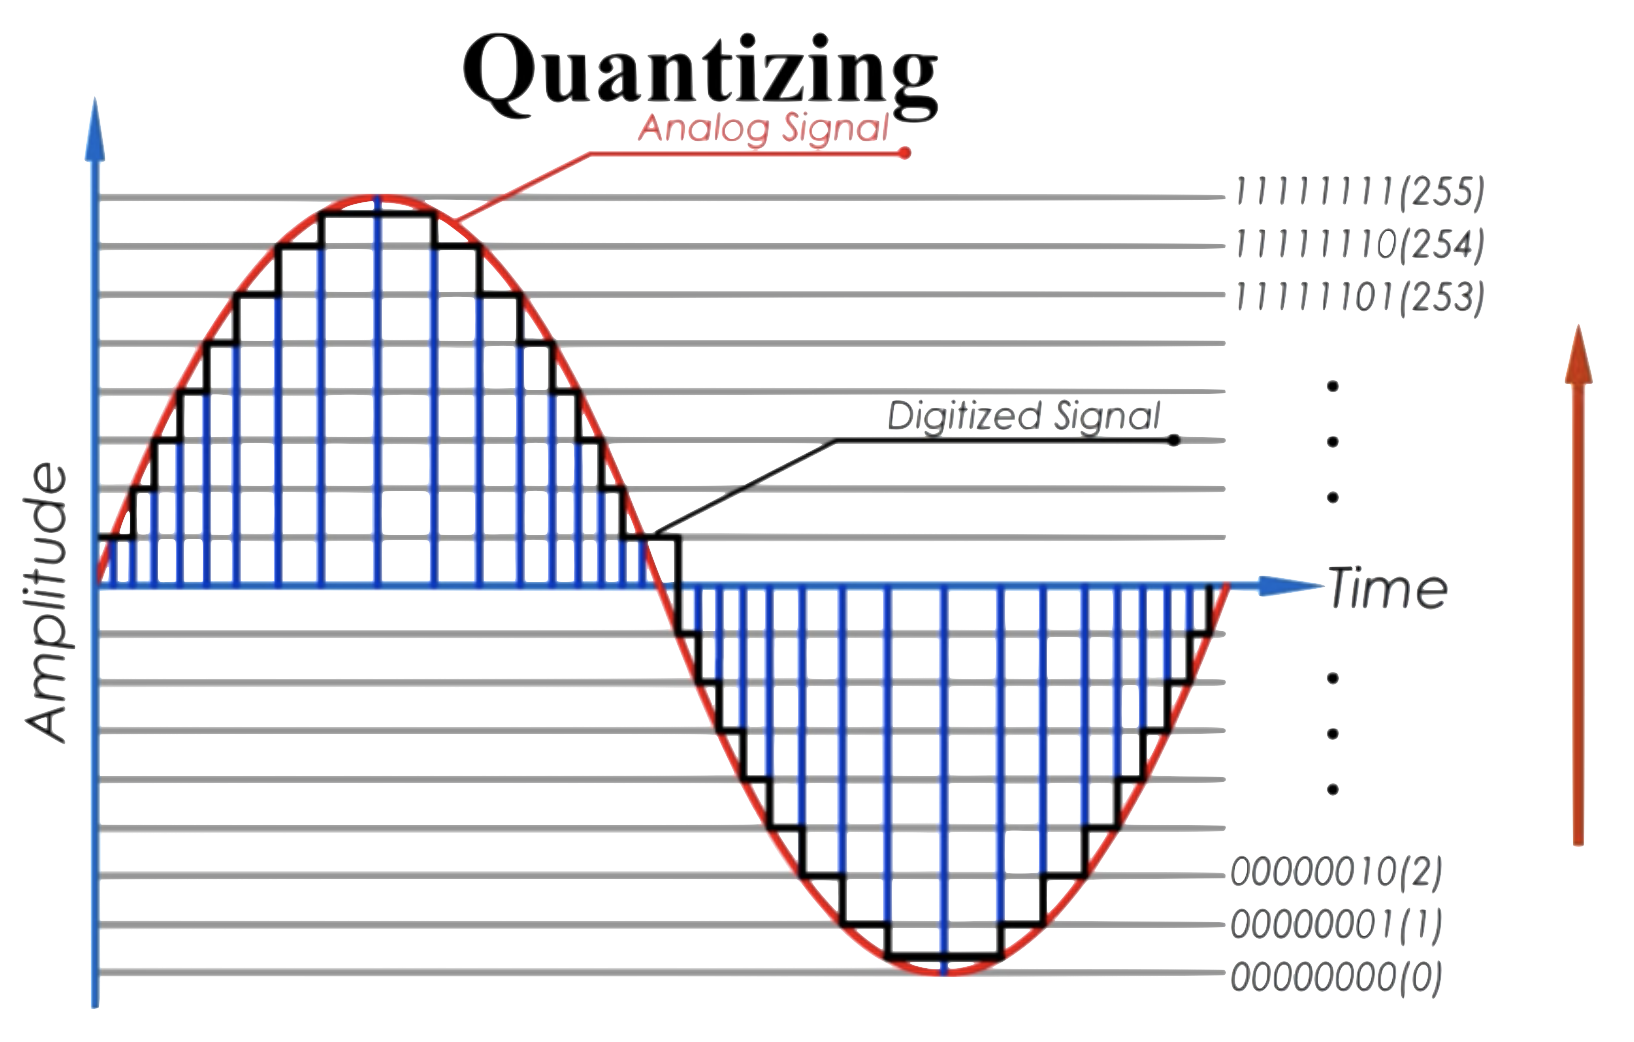 Quantizing
Analog Signal
11111111(255)
11111110(254)
11111101(253)
Digitized Signal
Amplitude
Time
00000010(2)
00000001(1)
00000000(0)